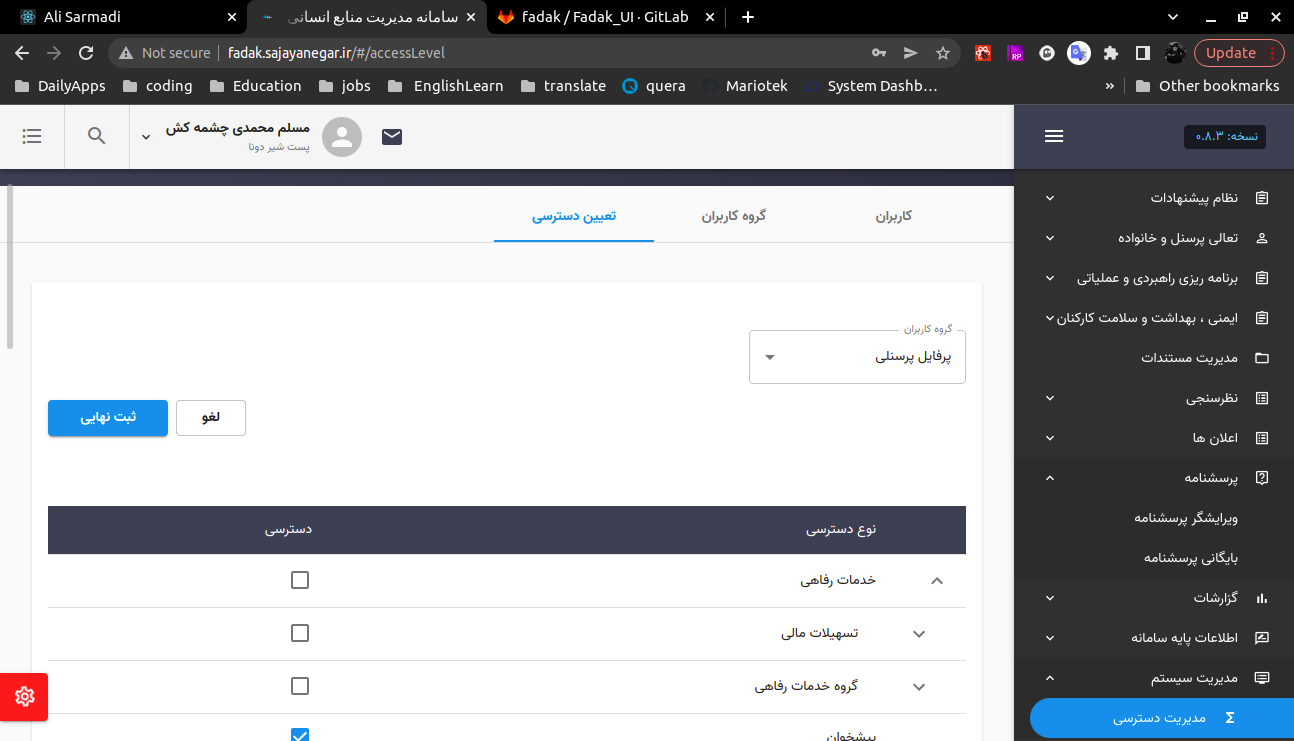 Ali Sarmadi
سامانه مدیریت منابع انسانی
fadak / Fadak_UI · GitLab
Not secure
fadak.sajayanegar.ir/#/accessLevel
RP
Update
DailyApps
coding
Education
jobs
EnglishLearn
translate
quera
Mariotek
System Dashb…
»
Other bookmarks
نسخه: ۰.۸.۳
مسلم محمدی چشمه کش
پست شیر دونا
کاربران
گروه کاربران
تعیین دسترسی
گروه کاربران
پرفایل پرسنلی
لغو
ثبت نهایی
نوع دسترسی
دسترسی
خدمات رفاهی
تسهیلات مالی
گروه خدمات رفاهی
پیشخوان
نظام پیشنهادات
تعالی پرسنل و خانواده
برنامه ریزی راهبردی و عملیاتی
ایمنی ، بهداشت و سلامت کارکنان
مدیریت مستندات
نظرسنجی
اعلان ها
پرسشنامه
ویرایشگر پرسشنامه
بایگانی پرسشنامه
گزارشات
اطلاعات پایه سامانه
مدیریت سیستم
مدیریت دسترسی